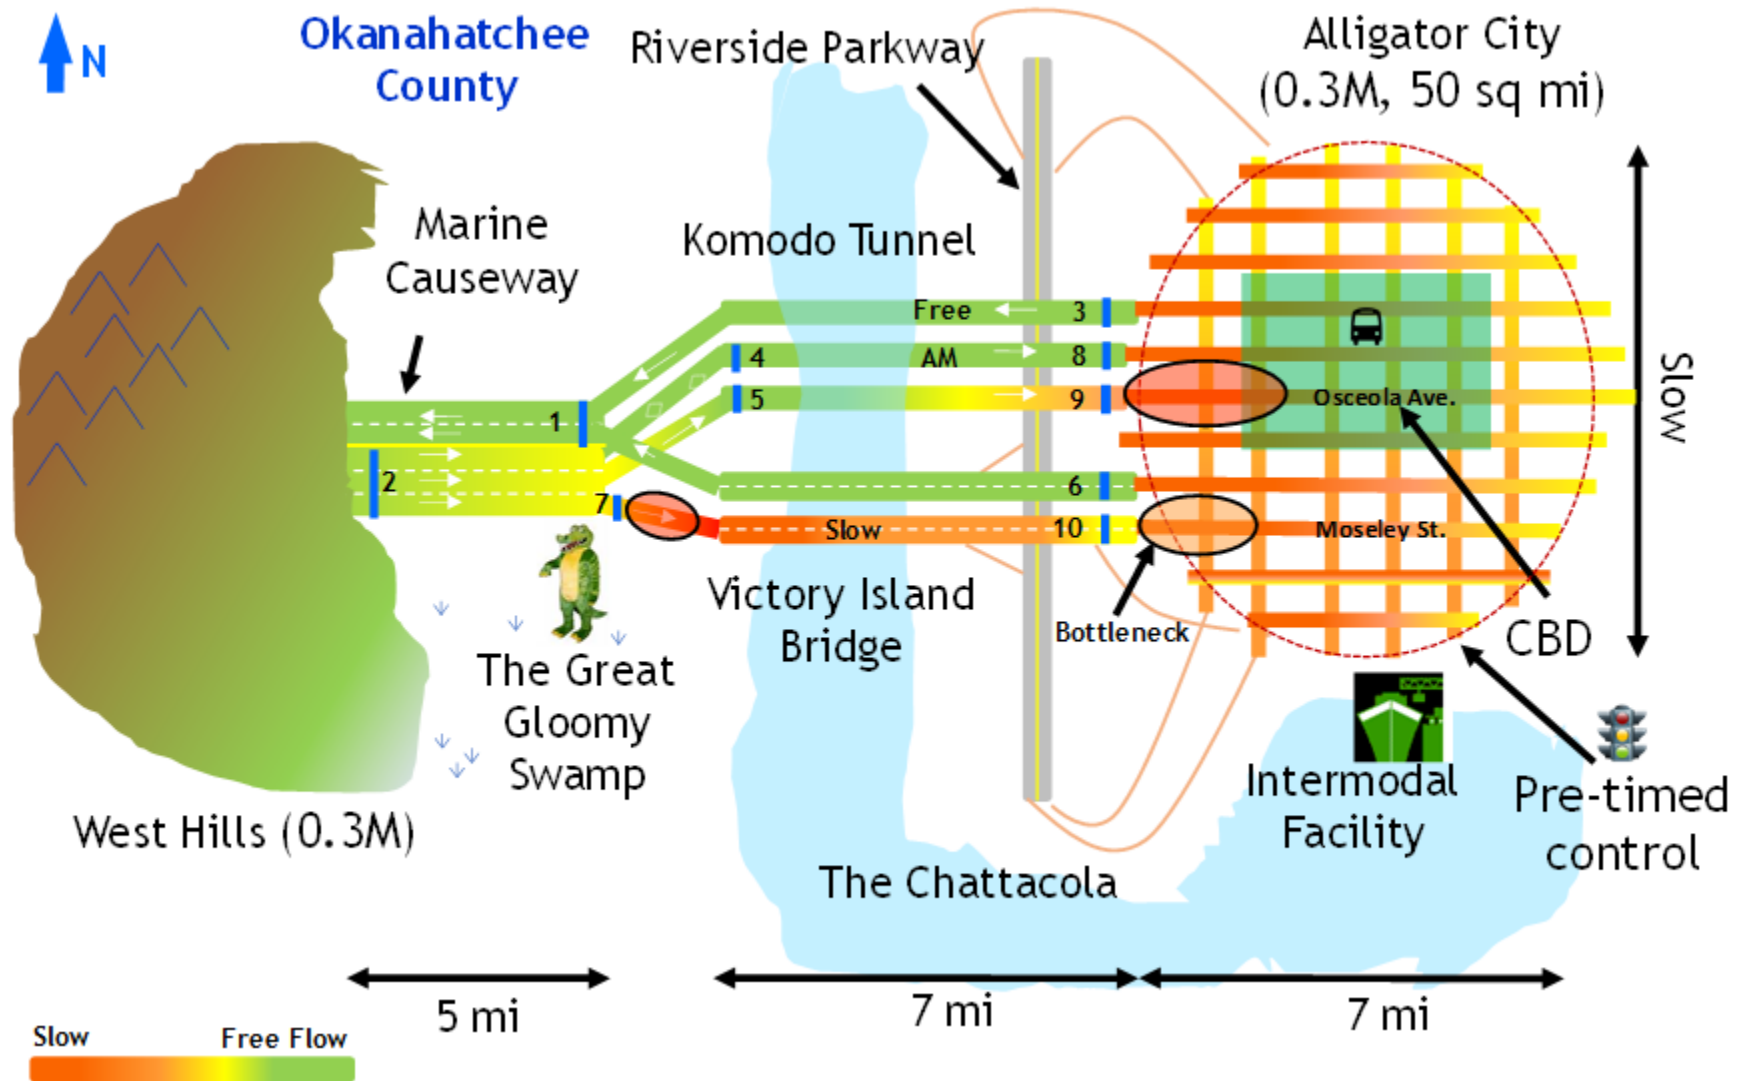 N
Okanahatchee
County
Riverside Parkway
Alligator City
(0.3M, 50 sq mi)
Marine
Causeway
Komodo Tunnel
Free
3
4
AM
8
1
5
9
Osceola Ave.
Slow
2
6
7
Slow
10
Moseley St.
Victory Island
Bridge
Bottleneck
CBD
The Great
Gloomy
Swamp
West Hills (0.3M)
Intermodal
Facility
Pre-timed
control
The Chattacola
5 mi
7 mi
7 mi
Slow
Free Flow